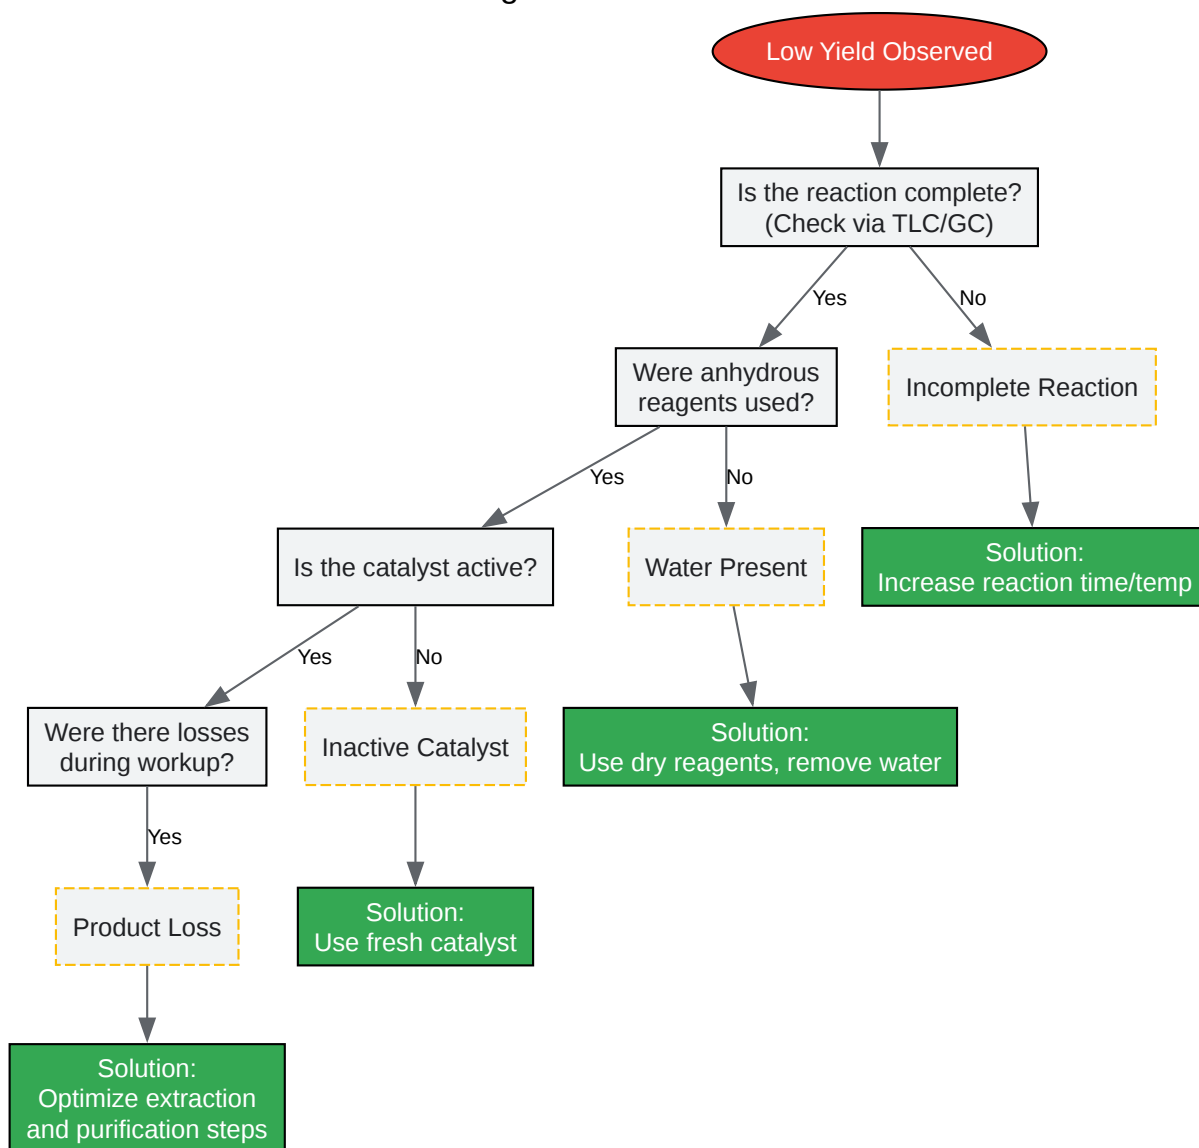 Low Yield Observed
Is the reaction complete?
(Check via TLC/GC)
Yes
No
Were anhydrous
reagents used?
Incomplete Reaction
Yes
No
Is the catalyst active?
Water Present
Solution:
Increase reaction time/temp
Yes
No
Were there losses
during workup?
Inactive Catalyst
Solution:
Use dry reagents, remove water
Yes
Product Loss
Solution:
Use fresh catalyst
Solution:
Optimize extraction
and purification steps